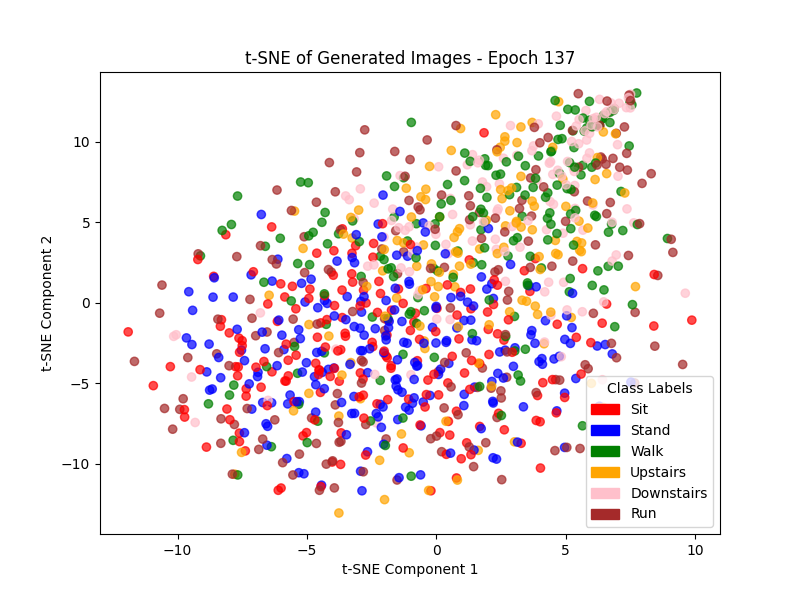 t-SNE of Generated Images - Epoch 137
t-SNE Component 2
10
5
0
−5
−10
−10
−5
0
5
10
t-SNE Component 1
Class Labels
Sit
Stand
Walk
Upstairs
Downstairs
Run